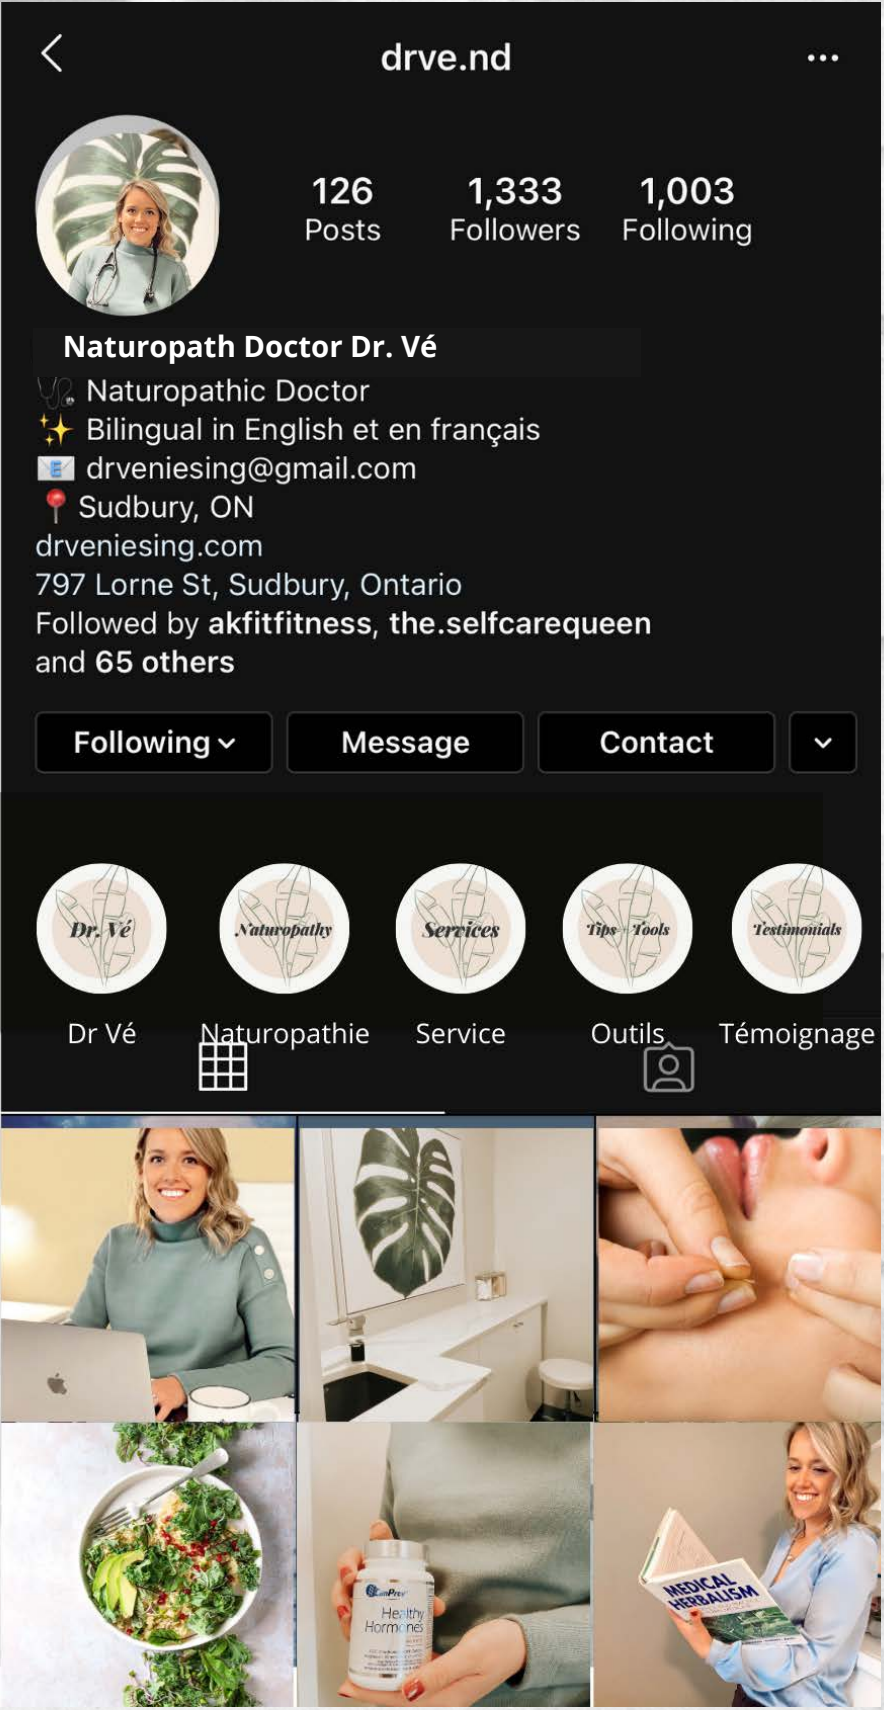 drve.nd
126
1,333
1,003
Posts
Followers
Following
Naturopath Doctor Dr. Vé
Naturopathic Doctor
Bilingual in English et en français
drveniesing@gmail.com
Sudbury, ON
drveniesing.com
797 Lorne St, Sudbury, Ontario
Followed by akfitfitness, the.selfcarequeen
and 65 others
Following
Message
Contact
Dr. Vé
Naturopathy
Services
Tips Tools
Testimonials
Dr Vé
Naturopathie
Service
Outils
Témoignage
CanPrev
Healthy
Hormones
MEDICAL
HERBALISM